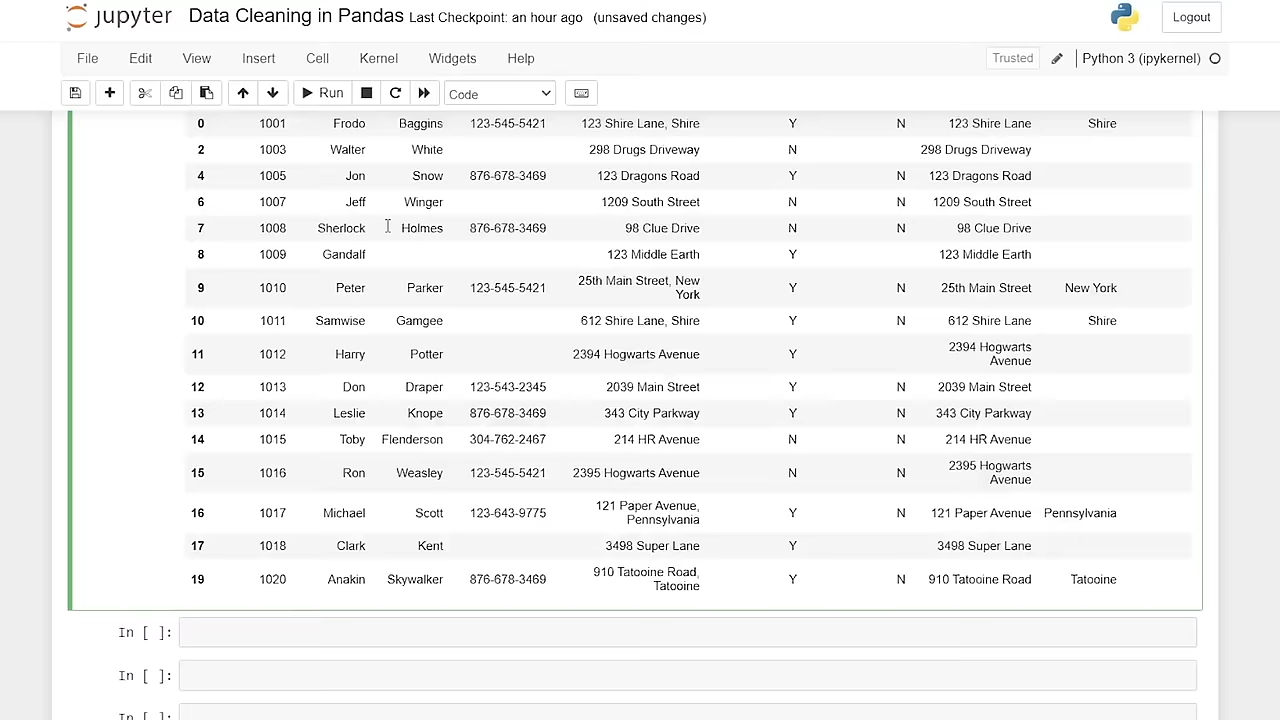 jupyter Data Cleaning in Pandas Last Checkpoint: an hour ago (unsaved changes) Logout
File Edit View Insert Cell Kernel Widgets Help Trusted Python 3 (ipykernel)
Run Code
0 1001 Frodo Baggins 123-545-5421 123 Shire Lane, Shire Y N 123 Shire Lane Shire
2 1003 Walter White 298 Drugs Driveway N 298 Drugs Driveway
4 1005 Jon Snow 876-678-3469 123 Dragons Road Y N 123 Dragons Road
6 1007 Jeff Winger 1209 South Street N N 1209 South Street
7 1008 Sherlock Holmes 876-678-3469 98 Clue Drive N N 98 Clue Drive
8 1009 Gandalf 123 Middle Earth Y 123 Middle Earth
9 1010 Peter Parker 123-545-5421 25th Main Street, New
York Y N 25th Main Street New York
10 1011 Samwise Gamgee 612 Shire Lane, Shire Y N 612 Shire Lane Shire
11 1012 Harry Potter 2394 Hogwarts Avenue Y 2394 Hogwarts
Avenue
12 1013 Don Draper 123-543-2345 2039 Main Street Y N 2039 Main Street
13 1014 Leslie Knope 876-678-3469 343 City Parkway Y N 343 City Parkway
14 1015 Toby Flenderson 304-762-2467 214 HR Avenue N N 214 HR Avenue
15 1016 Ron Weasley 123-545-5421 2395 Hogwarts Avenue N N 2395 Hogwarts
Avenue
16 1017 Michael Scott 123-643-9775 121 Paper Avenue,
Pennsylvania Y N 121 Paper Avenue Pennsylvania
17 1018 Clark Kent 3498 Super Lane Y 3498 Super Lane
19 1020 Anakin Skywalker 876-678-3469 910 Tatooine Road,
Tatooine Y N 910 Tatooine Road Tatooine
In [ ]:
In [ ]:
In [ ]: